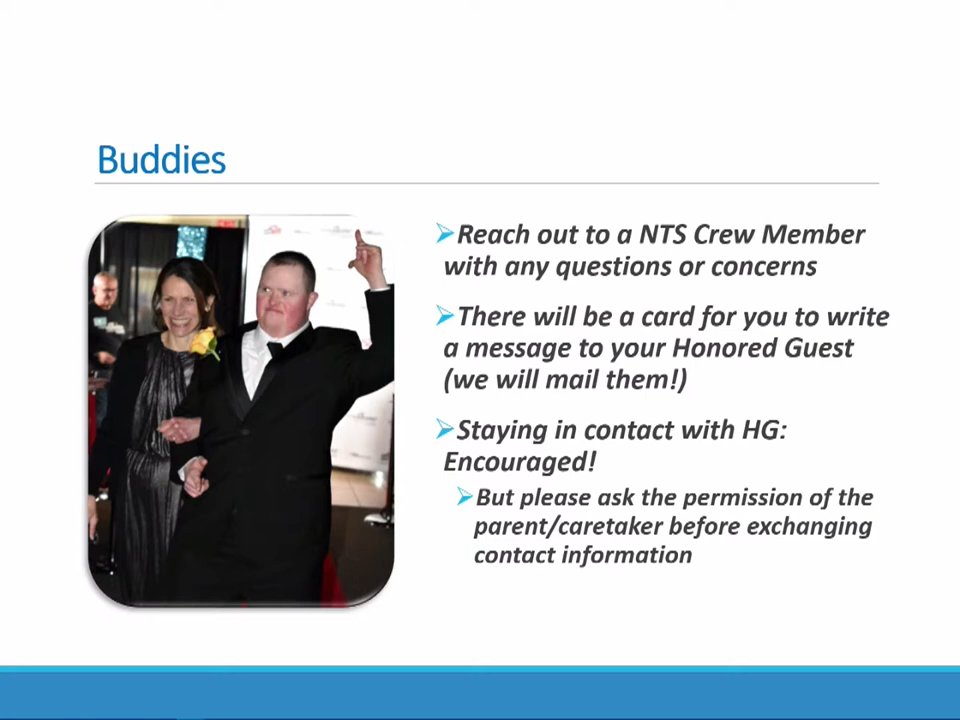 Buddies
Reach out to a NTS Crew Member
with any questions or concerns
There will be a card for you to write
a message to your Honored Guest
(we will mail them!)
Staying in contact with HG:
Encouraged!
But please ask the permission of the
parent/caretaker before exchanging
contact information